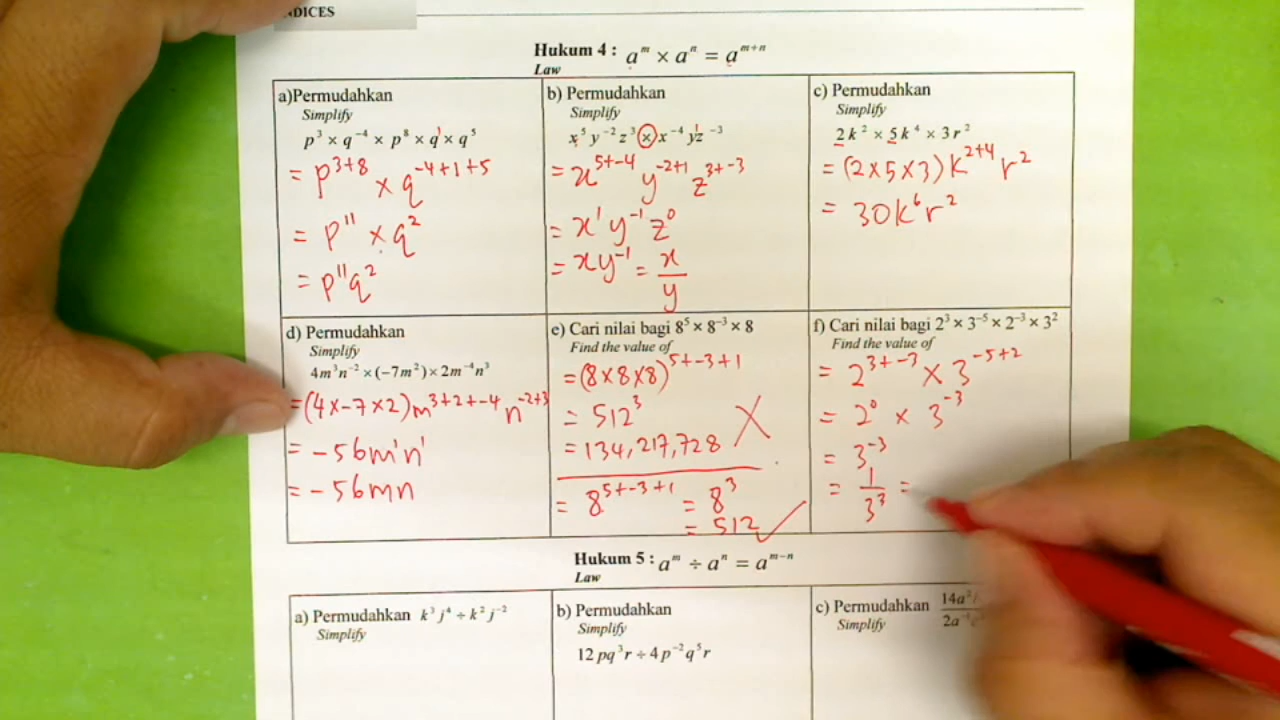 NDICES
Hukum 4 : a^m × a^n = a^{m+n}
Law
a)Permudahkan
Simplify
p^3 × q^{-4} × p^8 × q^1 × q^5
= p^{3+8} × q^{-4+1+5}
= p^{11} × q^2
= p^{11}q^2
b) Permudahkan
Simplify
x^5 y^{-2} z^3 × x^{-4} y^1 z^{-3}
= x^{5+-4} y^{-2+1} z^{3+-3}
= x^1 y^{-1} z^0
= xy^{-1} = x/y
c) Permudahkan
Simplify
2k^2 × 5k^4 × 3r^2
= (2×5×3)k^{2+4} r^2
= 30k^6r^2
d) Permudahkan
Simplify
4m^3n^{-2} × (-7m^2) × 2m^{-4}n^3
= (4×-7×2)m^{3+2+-4} n^{-2+3}
= -56m^1n^1
= -56mn
e) Cari nilai bagi 8^5 × 8^{-3} × 8
Find the value of
= (8×8×8)^{5+-3+1}
= 512^3
= 134,217,728
= 8^{5+-3+1} = 8^3
= 512
f) Cari nilai bagi 2^3 × 3^{-5} × 2^{-3} × 3^2
Find the value of
= 2^{3+-3} × 3^{-5+2}
= 2^0 × 3^{-3}
= 3^{-3}
= 1/3^3 =
Hukum 5 : a^m ÷ a^n = a^{m-n}
Law
a) Permudahkan k^3 j^4 ÷ k^2 j^{-2}
Simplify
b) Permudahkan
Simplify
12pq^3r ÷ 4p^{-2}q^5r
c) Permudahkan
Simplify